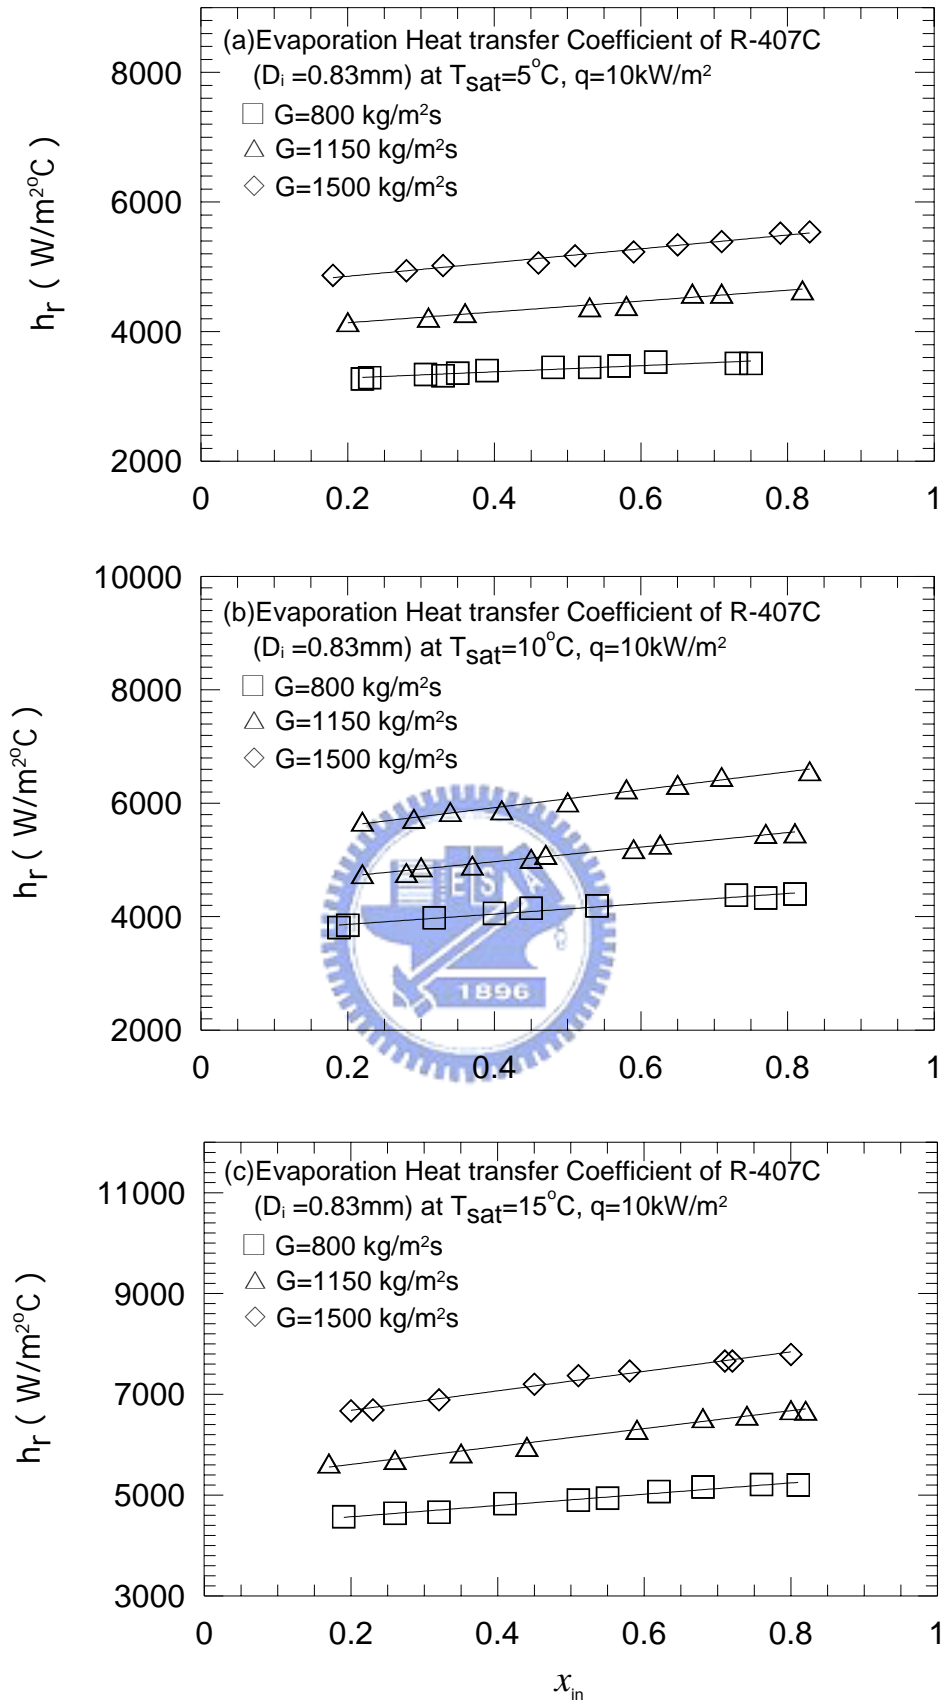 (a)Evaporation Heat transfer Coefficient of R-407C
(Di =0.83mm) at Tsat=5°C, q=10kW/m²
G=800 kg/m²s
G=1150 kg/m²s
G=1500 kg/m²s
hr ( W/m²°C )
8000
6000
4000
2000
0 0.2 0.4 0.6 0.8 1
(b)Evaporation Heat transfer Coefficient of R-407C
(Di =0.83mm) at Tsat=10°C, q=10kW/m²
G=800 kg/m²s
G=1150 kg/m²s
G=1500 kg/m²s
hr ( W/m²°C )
10000
8000
6000
4000
2000
0 0.2 0.4 0.6 0.8 1
E S A
1896
(c)Evaporation Heat transfer Coefficient of R-407C
(Di =0.83mm) at Tsat=15°C, q=10kW/m²
G=800 kg/m²s
G=1150 kg/m²s
G=1500 kg/m²s
hr ( W/m²°C )
11000
9000
7000
5000
3000
0 0.2 0.4 0.6 0.8 1
xin